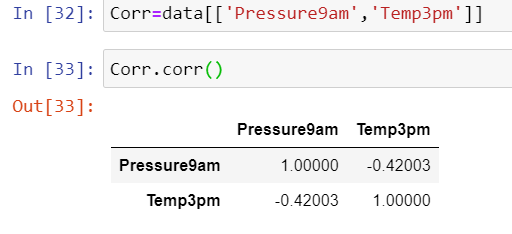 In [32]: Corr=data[['Pressure9am','Temp3pm']]
In [33]: Corr.corr()
Out[33]:
Pressure9am Temp3pm
Pressure9am 1.00000 -0.42003
Temp3pm -0.42003 1.00000